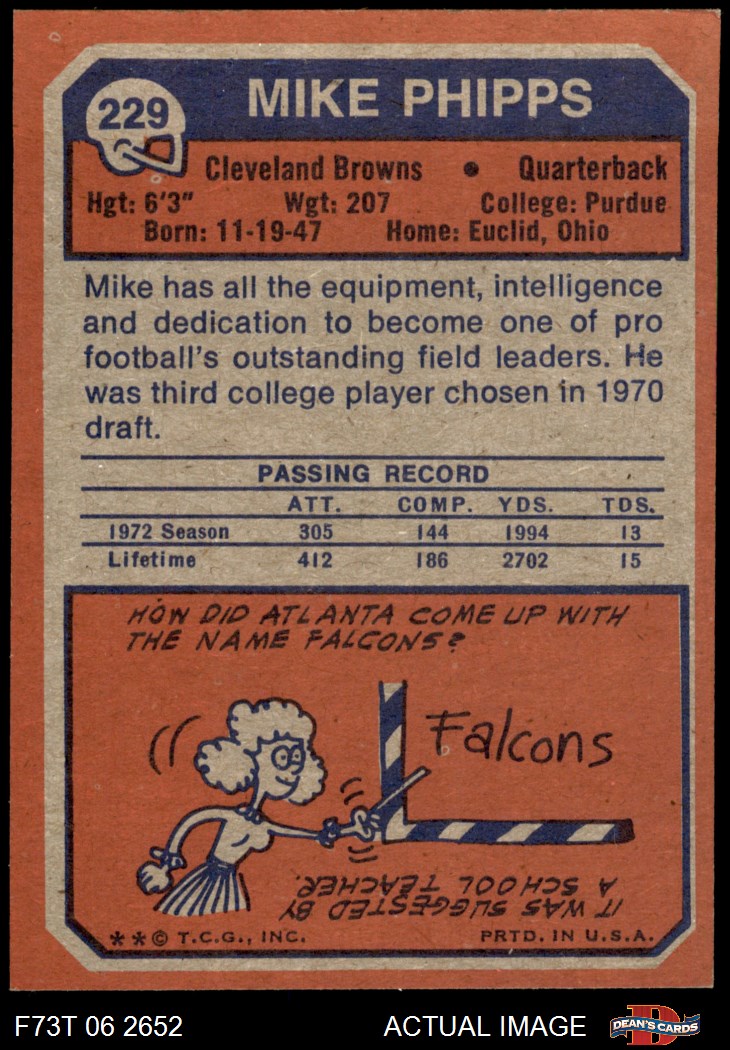 229
MIKE PHIPPS
Cleveland Browns • Quarterback
Hgt: 6'3" Wgt: 207 College: Purdue
Born: 11-19-47 Home: Euclid, Ohio
Mike has all the equipment, intelligence
and dedication to become one of pro
football's outstanding field leaders. He
was third college player chosen in 1970
draft.
PASSING RECORD
ATT. COMP. YDS. TDS.
1972 Season 305 144 1994 13
Lifetime 412 186 2702 15
HOW DID ATLANTA COME UP WITH
THE NAME FALCONS?
Falcons
IT WAS SUGGESTED BY
A SCHOOL TEACHER.
**© T.C.G., INC. PRTD. IN U.S.A.
F73T 06 2652 ACTUAL IMAGE
D
DEAN'S CARDS